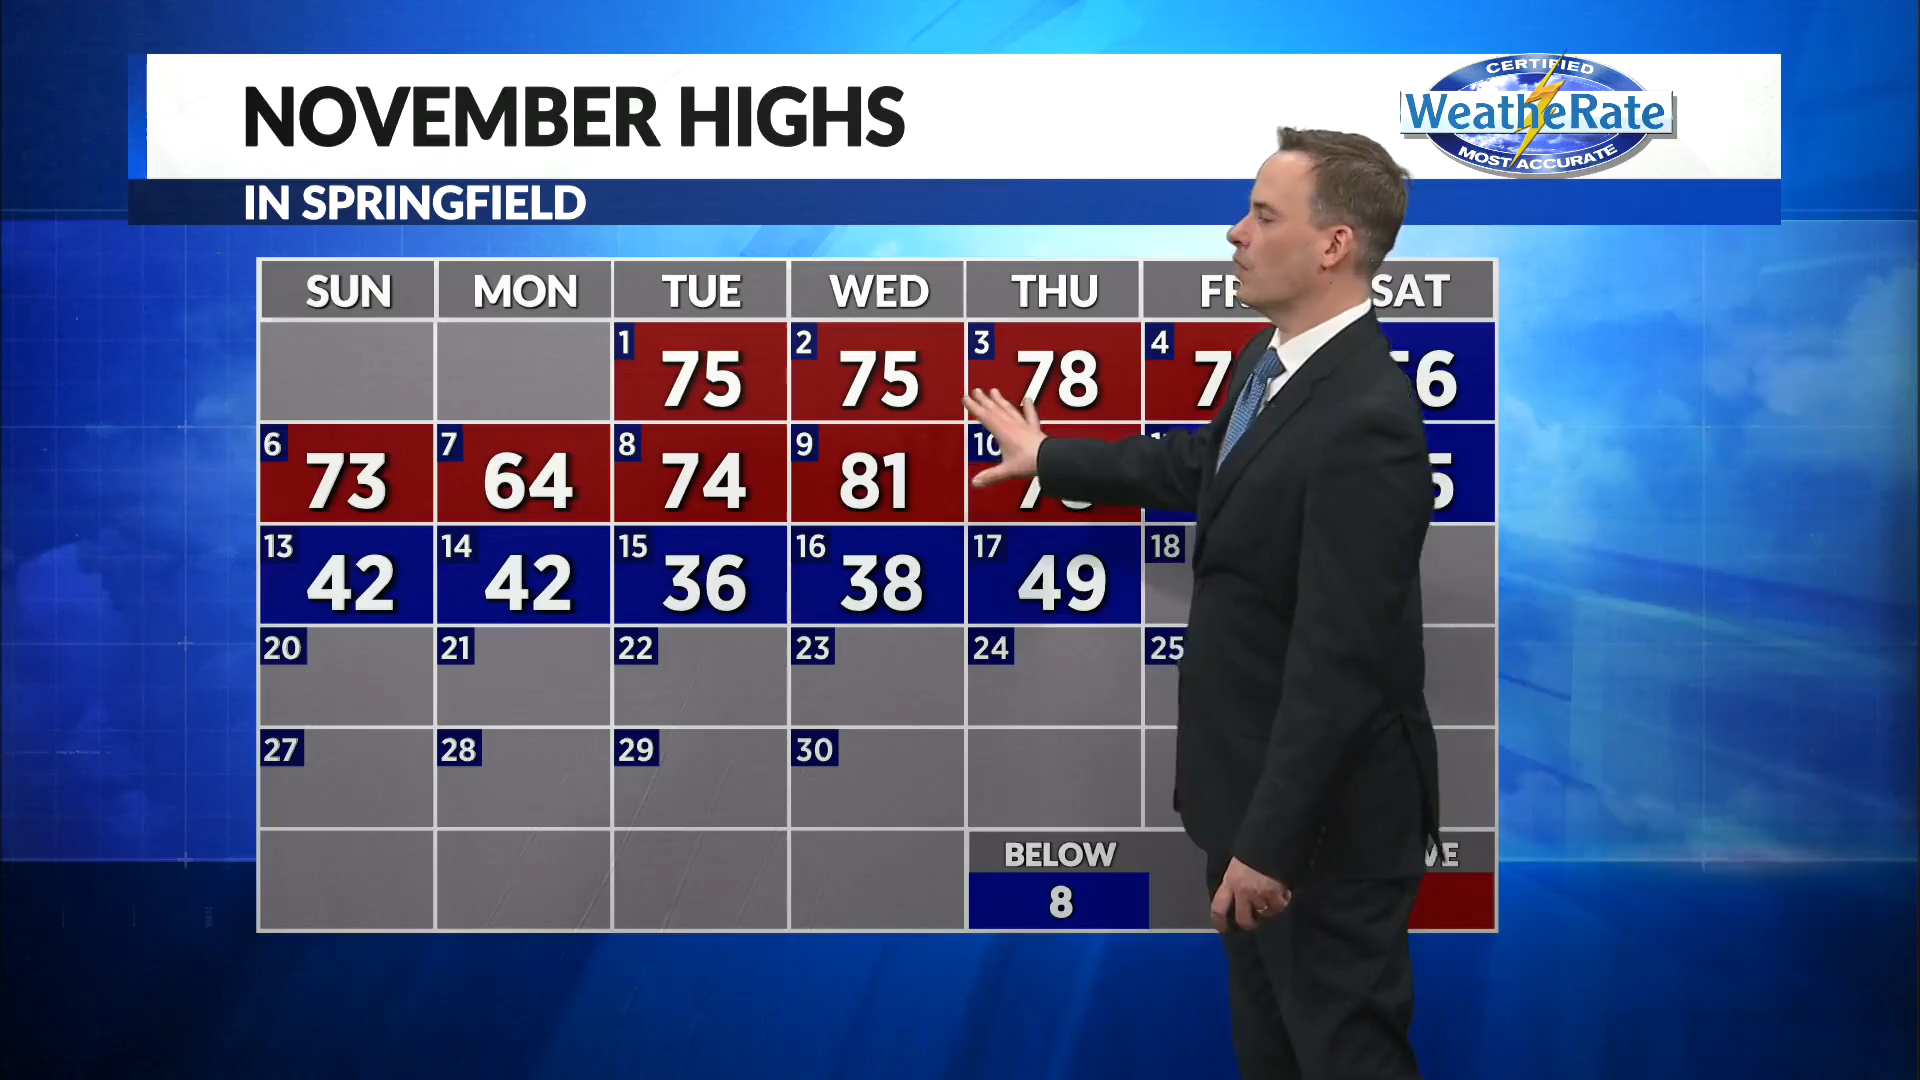 NOVEMBER HIGHS
CERTIFIED
WeatheRate
MOST ACCURATE
IN SPRINGFIELD
SUN MON TUE WED THU SAT
1 75 2 75 3 78 4
6 73 7 64 8 74 9 81 10
13 42 14 42 15 36 16 38 17 49 18
20 21 22 23 24 25
27 28 29 30
BELOW
8